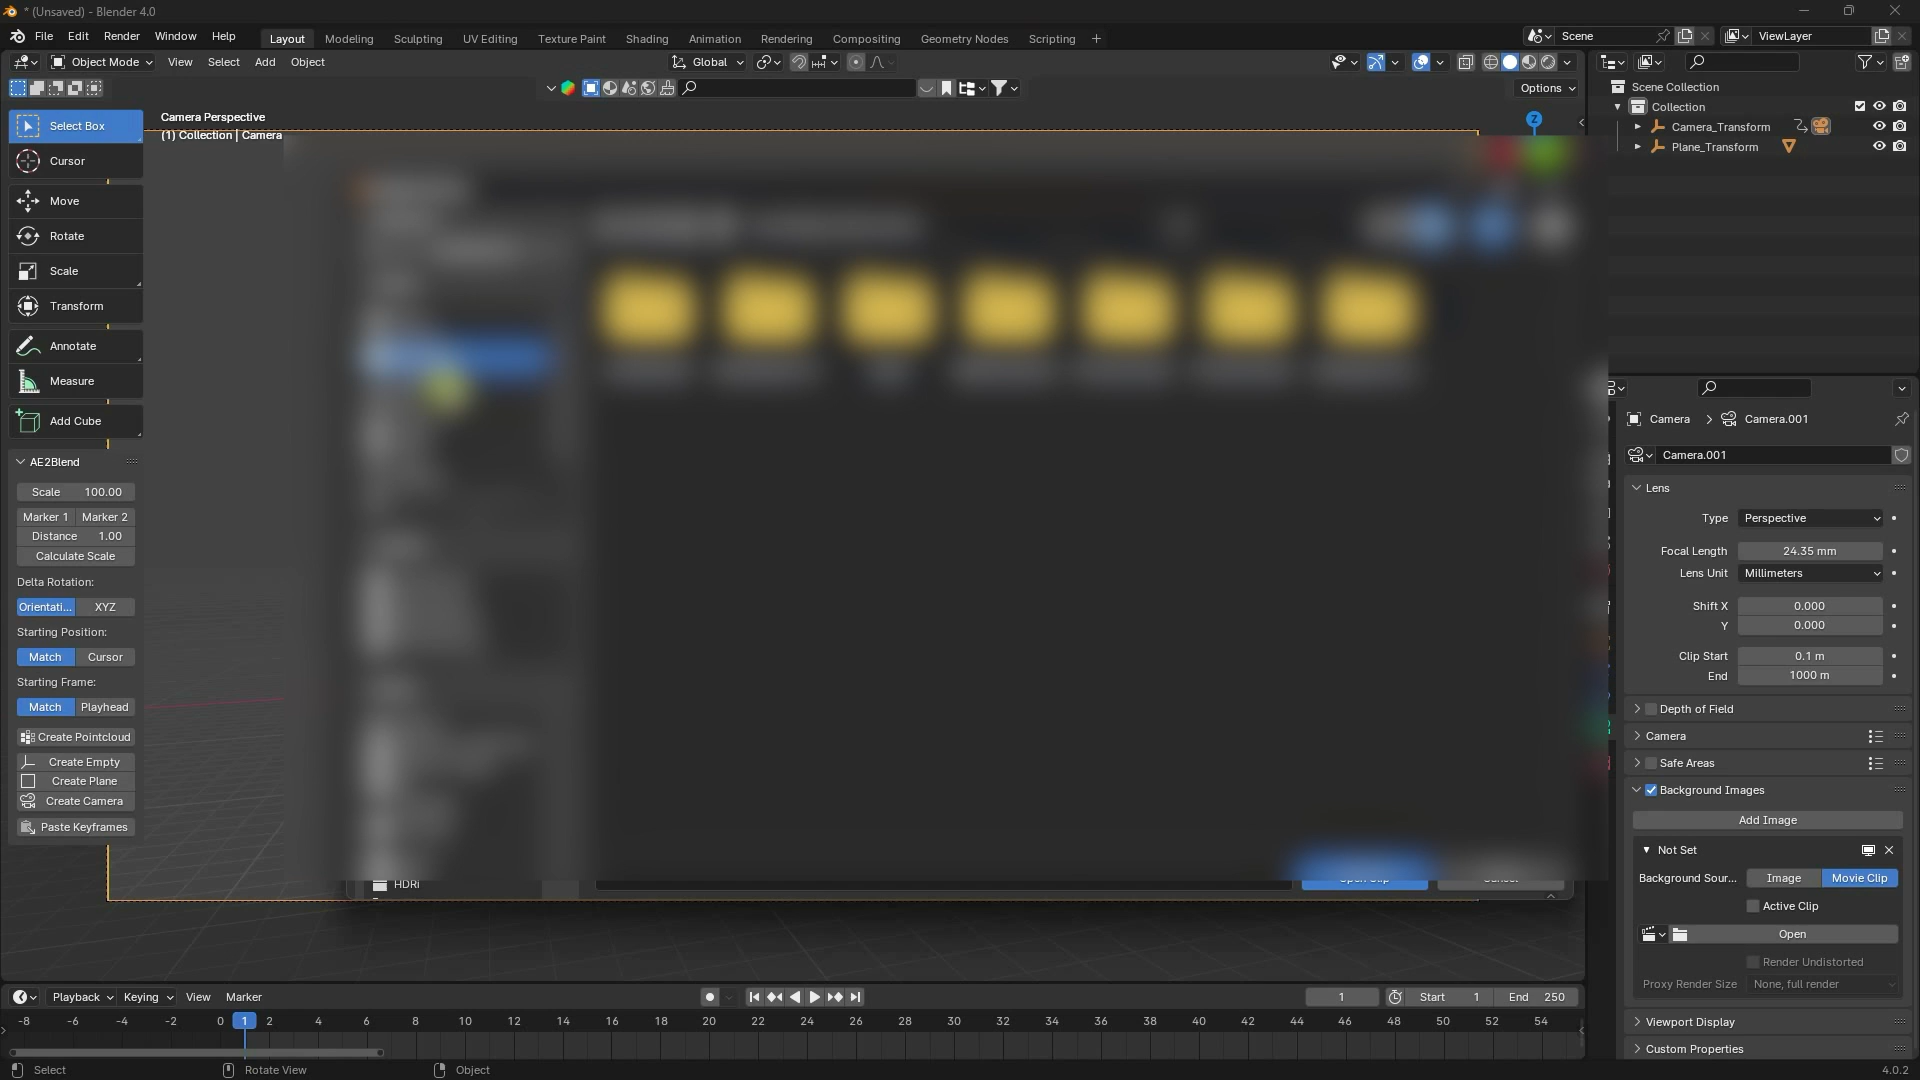 * (Unsaved) - Blender 4.0
File Edit Render Window Help
Layout Modeling Sculpting UV Editing Texture Paint Shading Animation Rendering Compositing Geometry Nodes Scripting +
Scene
ViewLayer
Object Mode View Select Add Object
Global
Options
Select Box
Cursor
Move
Rotate
Scale
Transform
Annotate
Measure
Add Cube
Camera Perspective
(1) Collection | Camera
Z
AE2Blend
Scale 100.00
Marker 1 Marker 2
Distance 1.00
Calculate Scale
Delta Rotation:
Orientati... XYZ
Starting Position:
Match Cursor
Starting Frame:
Match Playhead
Create Pointcloud
Create Empty
Create Plane
Create Camera
Paste Keyframes
HDRI
Scene Collection
Collection
Camera_Transform
Plane_Transform
Camera > Camera.001
Camera.001
Lens
Type Perspective
Focal Length 24.35 mm
Lens Unit Millimeters
Shift X 0.000
Y 0.000
Clip Start 0.1 m
End 1000 m
Depth of Field
Camera
Safe Areas
Background Images
Add Image
Not Set
Background Sour... Image Movie Clip
Active Clip
Open
Render Undistorted
Proxy Render Size None, full render
Viewport Display
Custom Properties
Playback Keying View Marker
1 Start 1 End 250
-8 -6 -4 -2 0 1 2 4 6 8 10 12 14 16 18 20 22 24 26 28 30 32 34 36 38 40 42 44 46 48 50 52 54
Select Rotate View Object
4.0.2